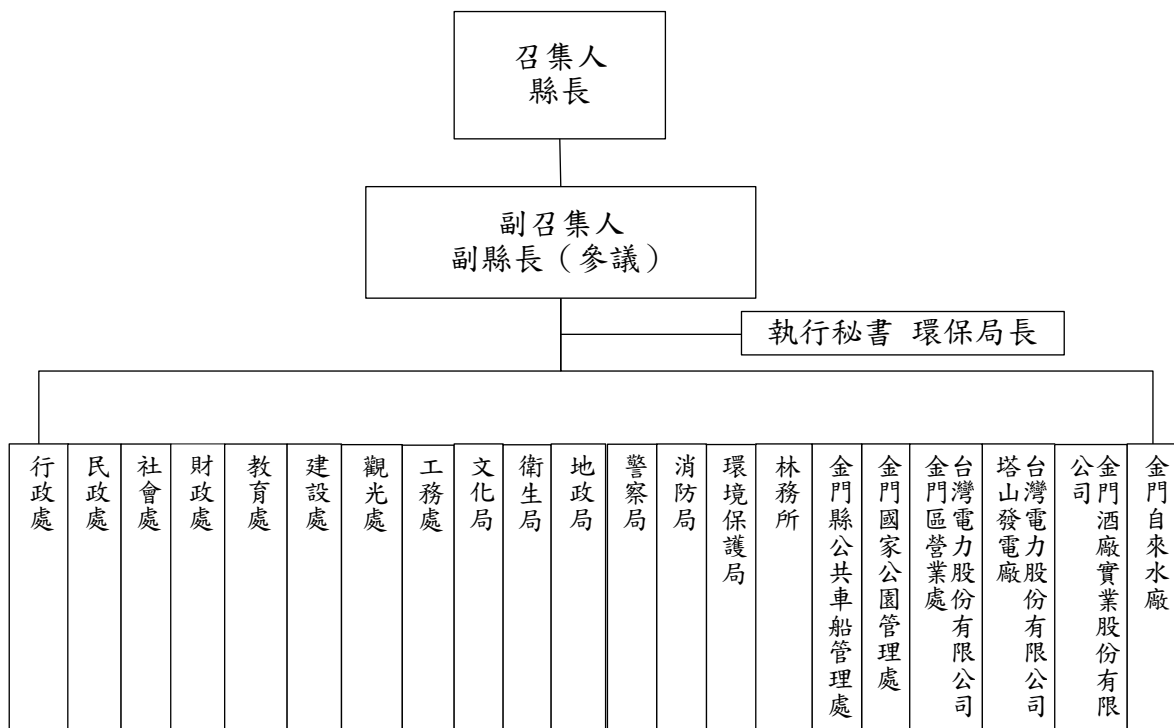 召集人
縣長
副召集人
副縣長（參議）
執行秘書 環保局長
行政處
民政處
社會處
財政處
教育處
建設處
觀光處
工務處
文化局
衛生局
地政局
警察局
消防局
環境保護局
林務所
金門縣公共車船管理處
金門國家公園管理處
台灣電力股份有限公司
金門區營業處
台灣電力股份有限公司
塔山發電廠
金門酒廠實業股份有限
公司
金門自來水廠